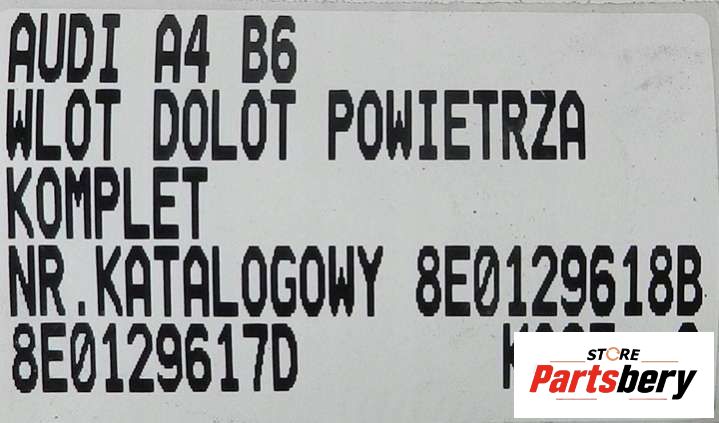 AUDI A4 B6
WLOT DOLOT POWIETRZA
KOMPLET
NR.KATALOGOWY 8E0129618B
8E0129617D
STORE
Partsbery